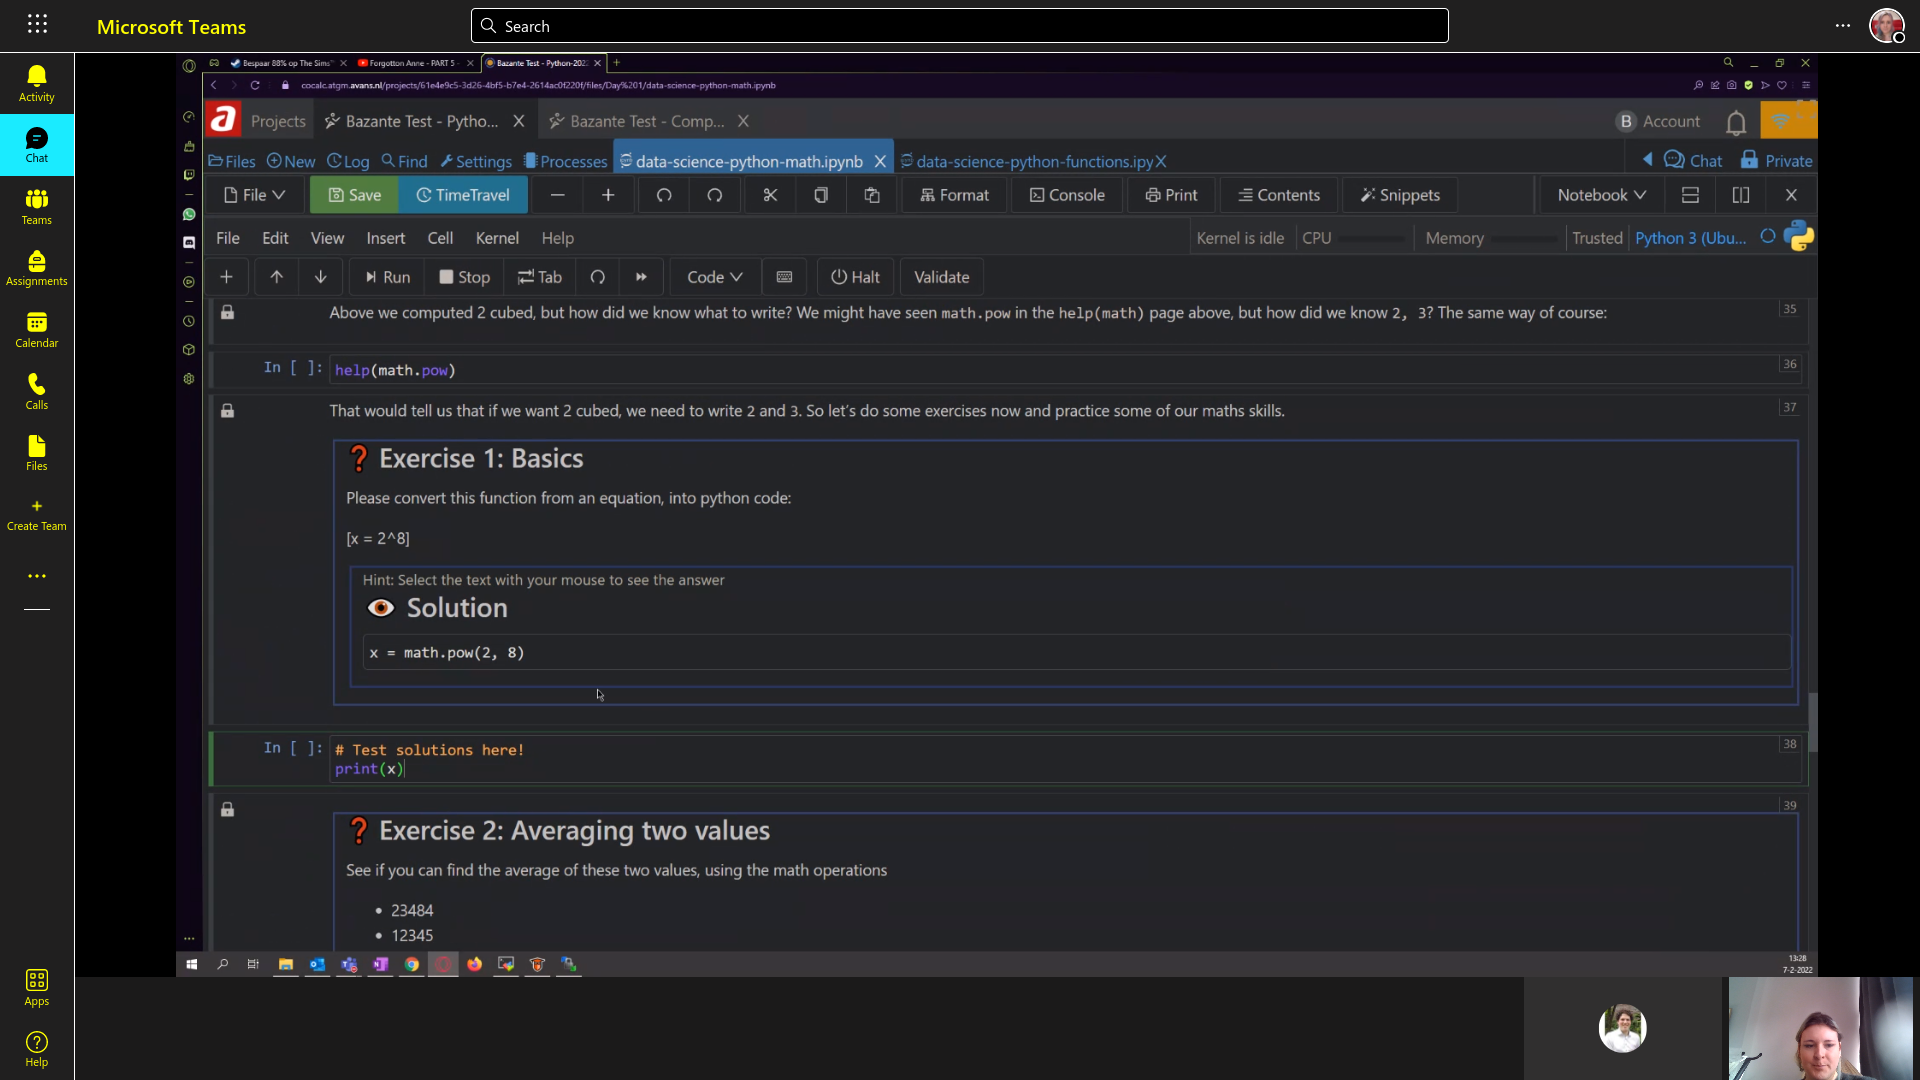 Microsoft Teams
Search
Activity
Chat
Teams
Assignments
Calendar
Calls
Files
Create Team
Apps
Help
Bespaar 88% op The Sims
Forgotton Anne - PART 5 -
Bazante Test - Python-202
cocalc.atgm.avans.nl/projects/61e4e9c5-3d26-4bf5-b7e4-2614ac0f220f/files/Day%201/data-science-python-math.ipynb
a Projects Bazante Test - Pytho... Bazante Test - Comp... B Account
Files New Log Find Settings Processes data-science-python-math.ipynb data-science-python-functions.ipy Chat Private
File Save TimeTravel Format Console Print Contents Snippets Notebook
File Edit View Insert Cell Kernel Help Kernel is idle CPU Memory Trusted Python 3 (Ubu...
Run Stop Tab Code Halt Validate
Above we computed 2 cubed, but how did we know what to write? We might have seen math.pow in the help(math) page above, but how did we know 2, 3? The same way of course: 35
In [ ]: help(math.pow) 36
That would tell us that if we want 2 cubed, we need to write 2 and 3. So let's do some exercises now and practice some of our maths skills. 37
❓ Exercise 1: Basics
Please convert this function from an equation, into python code:
[x = 2^8]
Hint: Select the text with your mouse to see the answer
Solution
x = math.pow(2, 8)
In [ ]: # Test solutions here! 38
print(x)
39
❓ Exercise 2: Averaging two values
See if you can find the average of these two values, using the math operations
• 23484
• 12345
13:28
7-2-2022